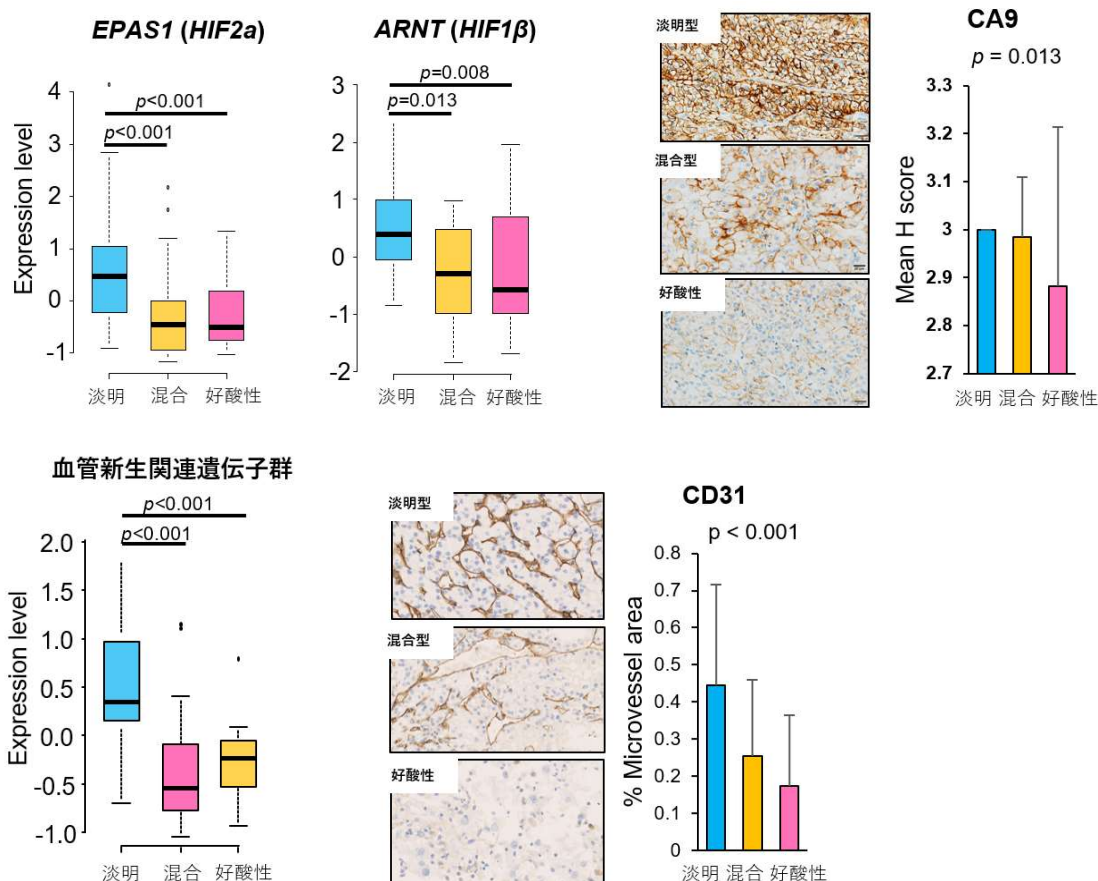 EPAS1 (HIF2a)
Expression level
4
3
2
1
1
0
-1
p<0.001
p<0.001
淡明
混合
好酸性
ARNT (HIF1β)
3
2
1
1
0
-1
-2
p=0.008
p=0.013
淡明
混合
好酸性
淡明型
混合型
好酸性
CA9
p = 0.013
Mean H score
3.3
3.2
3.1
3
2.9
2.8
2.7
淡明
混合
好酸性
血管新生関連遺伝子群
p<0.001
p<0.001
Expression level
2.0
1.5
1.0
0.5
0.0
-0.5
-1.0
淡明
混合
好酸性
淡明型
混合型
好酸性
CD31
p < 0.001
% Microvessel area
0.8
0.7
0.6
0.5
0.4
0.3
0.2
0.1
0
淡明
混合
好酸性